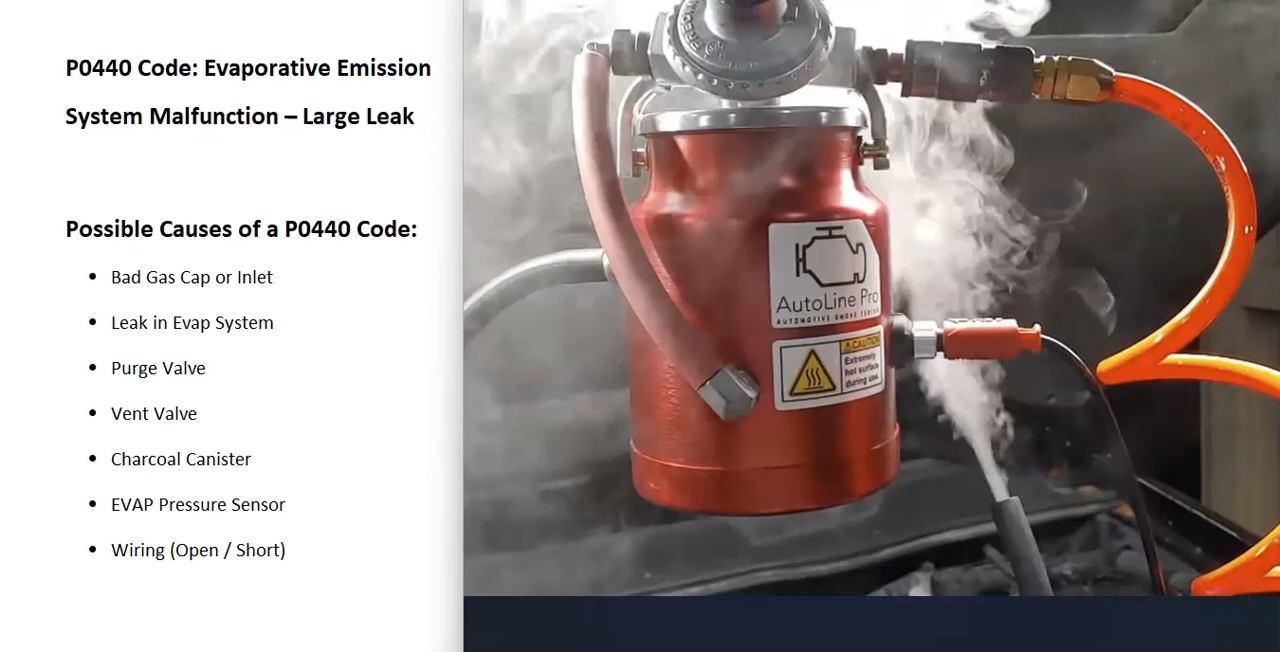 P0440 Code: Evaporative Emission
System Malfunction – Large Leak
Possible Causes of a P0440 Code:
Bad Gas Cap or Inlet
Leak in Evap System
Purge Valve
Vent Valve
Charcoal Canister
EVAP Pressure Sensor
Wiring (Open / Short)
AutoLine Pro
AUTOMOTIVE SMOKE TESTER
CAUTION
Extremely
hot surface
during use.